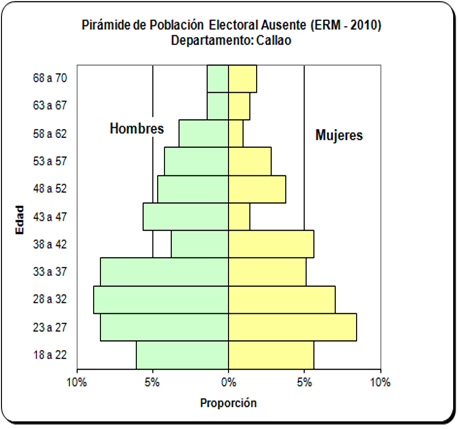 Pirámide de Población Electoral Ausente (ERM - 2010)
Departamento: Callao
68 a 70
63 a 67
58 a 62
53 a 57
48 a 52
43 a 47
38 a 42
33 a 37
28 a 32
23 a 27
18 a 22
Edad
Hombres
Mujeres
10% 5% 0% 5% 10%
Proporción